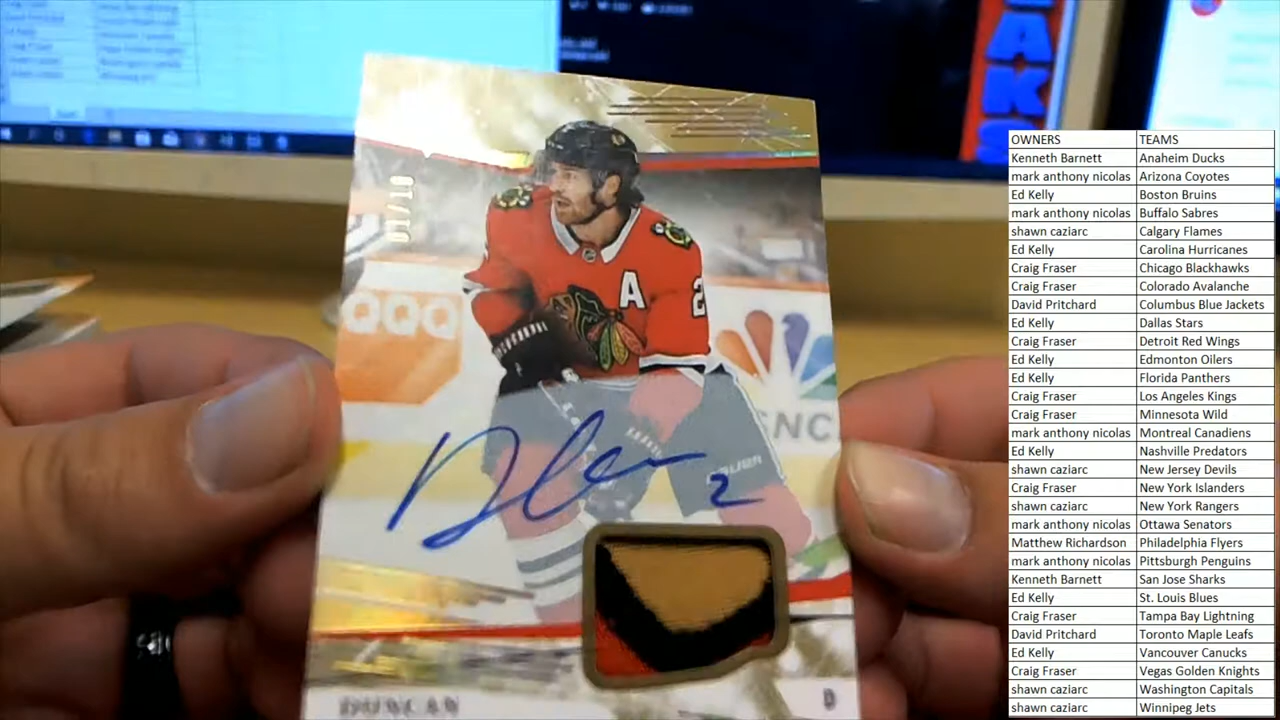 OWNERS TEAMS
Kenneth Barnett Anaheim Ducks
mark anthony nicolas Arizona Coyotes
Ed Kelly Boston Bruins
mark anthony nicolas Buffalo Sabres
shawn caziarc Calgary Flames
Ed Kelly Carolina Hurricanes
Craig Fraser Chicago Blackhawks
Craig Fraser Colorado Avalanche
David Pritchard Columbus Blue Jackets
Ed Kelly Dallas Stars
Craig Fraser Detroit Red Wings
Ed Kelly Edmonton Oilers
Ed Kelly Florida Panthers
Craig Fraser Los Angeles Kings
Craig Fraser Minnesota Wild
mark anthony nicolas Montreal Canadiens
Ed Kelly Nashville Predators
shawn caziarc New Jersey Devils
Craig Fraser New York Islanders
shawn caziarc New York Rangers
mark anthony nicolas Ottawa Senators
Matthew Richardson Philadelphia Flyers
mark anthony nicolas Pittsburgh Penguins
Kenneth Barnett San Jose Sharks
Ed Kelly St. Louis Blues
Craig Fraser Tampa Bay Lightning
David Pritchard Toronto Maple Leafs
Ed Kelly Vancouver Canucks
Craig Fraser Vegas Golden Knights
shawn caziarc Washington Capitals
shawn caziarc Winnipeg Jets
01/10
A
2
QQQ
BAUER
2
D